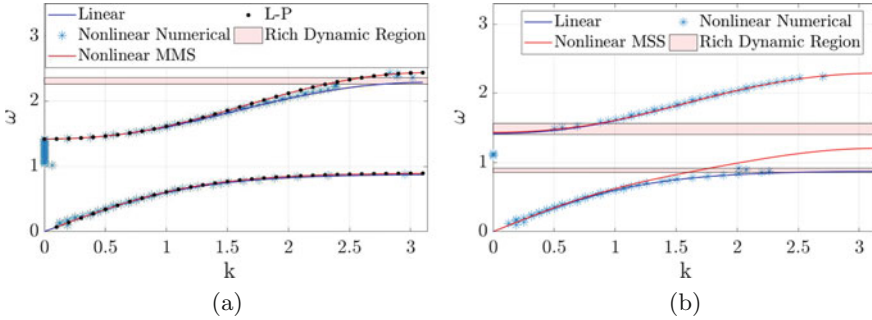 Linear
L-P
Nonlinear Numerical
Rich Dynamic Region
Nonlinear MMS
3
2
1
0
ω
0
0.5
1
1.5
2
2.5
3
k
(a)
Linear
Nonlinear Numerical
Nonlinear MSS
Rich Dynamic Region
3
2
1
0
ω
0
0.5
1
1.5
2
2.5
3
k
(b)